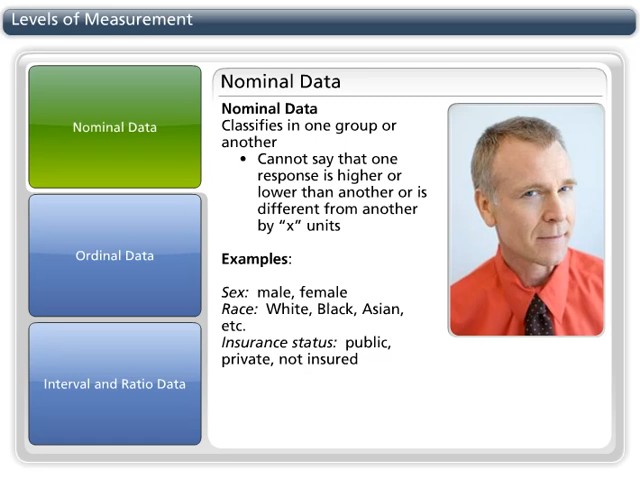 Levels of Measurement
Nominal Data
Ordinal Data
Interval and Ratio Data
Nominal Data
Nominal Data
Classifies in one group or
another
• Cannot say that one
response is higher or
lower than another or is
different from another
by “x” units
Examples:
Sex: male, female
Race: White, Black, Asian,
etc.
Insurance status: public,
private, not insured